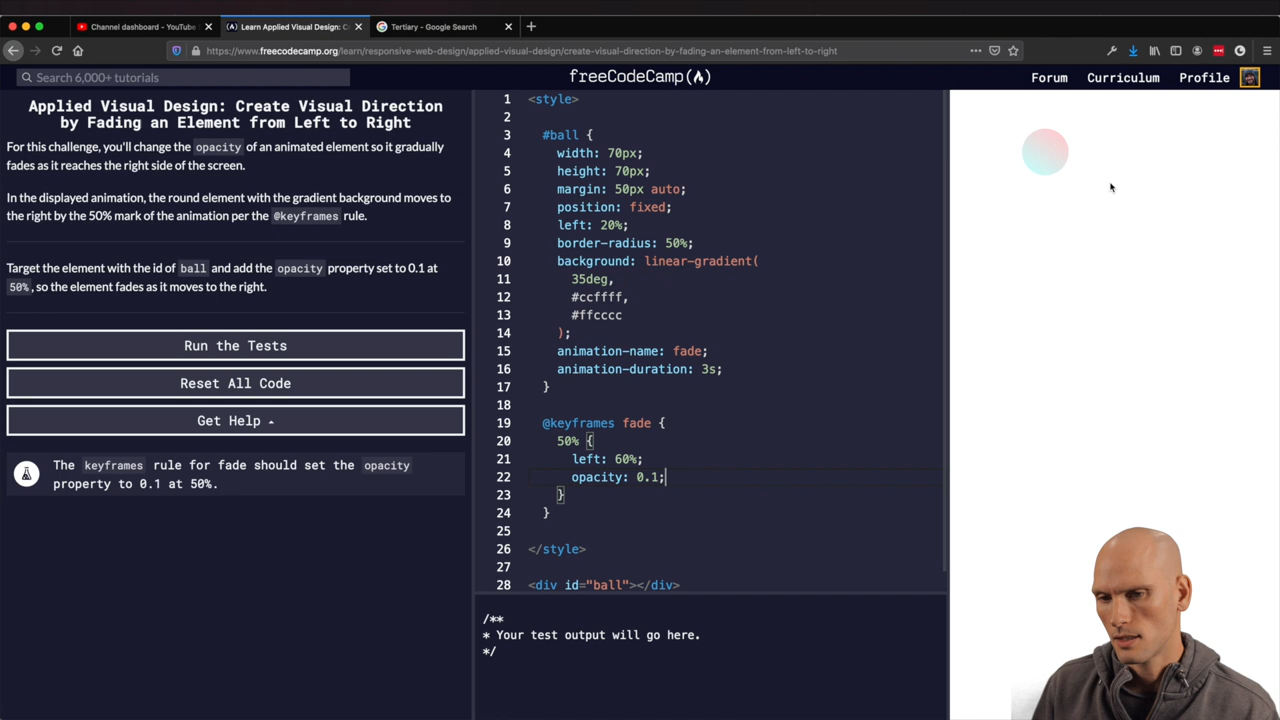 Channel dashboard - YouTube
Learn Applied Visual Design: C
Tertiary - Google Search
https://www.freecodecamp.org/learn/responsive-web-design/applied-visual-design/create-visual-direction-by-fading-an-element-from-left-to-right
Search 6,000+ tutorials
freeCodeCamp
Forum
Curriculum
Profile
Applied Visual Design: Create Visual Direction
by Fading an Element from Left to Right
For this challenge, you'll change the opacity of an animated element so it gradually
fades as it reaches the right side of the screen.
In the displayed animation, the round element with the gradient background moves to
the right by the 50% mark of the animation per the @keyframes rule.
Target the element with the id of ball and add the opacity property set to 0.1 at
50%, so the element fades as it moves to the right.
Run the Tests
Reset All Code
Get Help
The keyframes rule for fade should set the opacity
property to 0.1 at 50%.
1 <style>
2
3 #ball {
4 width: 70px;
5 height: 70px;
6 margin: 50px auto;
7 position: fixed;
8 left: 20%;
9 border-radius: 50%;
10 background: linear-gradient(
11 35deg,
12 #ccffff,
13 #ffcccc
14 );
15 animation-name: fade;
16 animation-duration: 3s;
17 }
18
19 @keyframes fade {
20 50% {
21 left: 60%;
22 opacity: 0.1;
23 }
24 }
25
26 </style>
27
28 <div id="ball"></div>
/**
* Your test output will go here.
*/